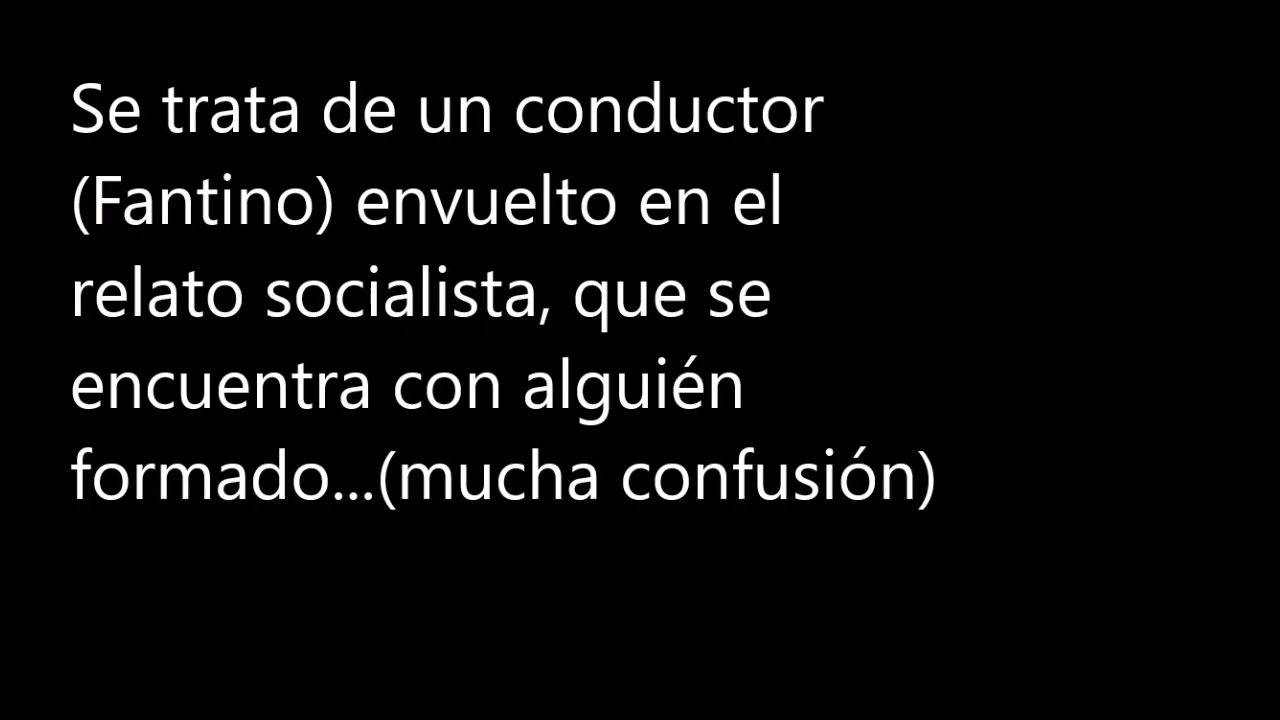 Se trata de un conductor
(Fantino) envuelto en el
relato socialista, que se
encuentra con alguién
formado...(mucha confusión)